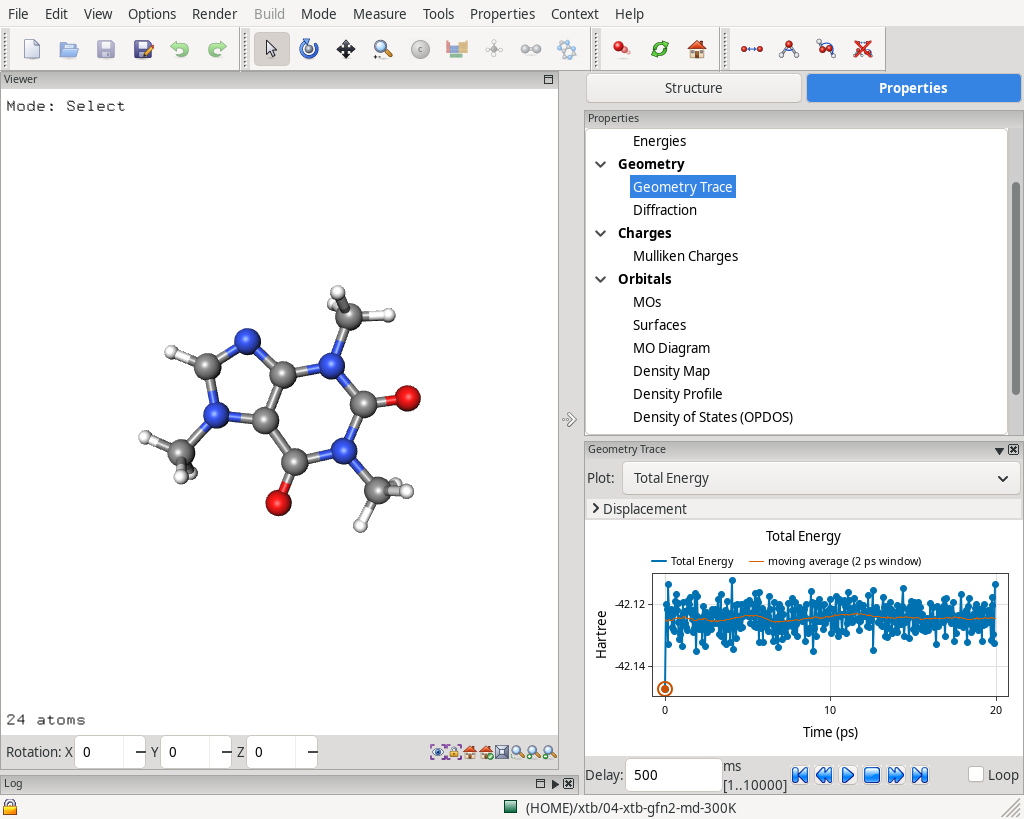 File Edit View Options Render Build Mode Measure Tools Properties Context Help
C
Viewer
Mode: Select
24 atoms
Rotation: X 0 Y 0 Z 0
Log
Structure Properties
Properties
Energies
Geometry
Geometry Trace
Diffraction
Charges
Mulliken Charges
Orbitals
MOs
Surfaces
MO Diagram
Density Map
Density Profile
Density of States (OPDOS)
Geometry Trace
Plot: Total Energy
Displacement
Total Energy
Total Energy moving average (2 ps window)
Hartree
-42.12
-42.14
0 10 20
Time (ps)
Delay: 500 ms [1..10000] Loop
(HOME)/xtb/04-xtb-gfn2-md-300K